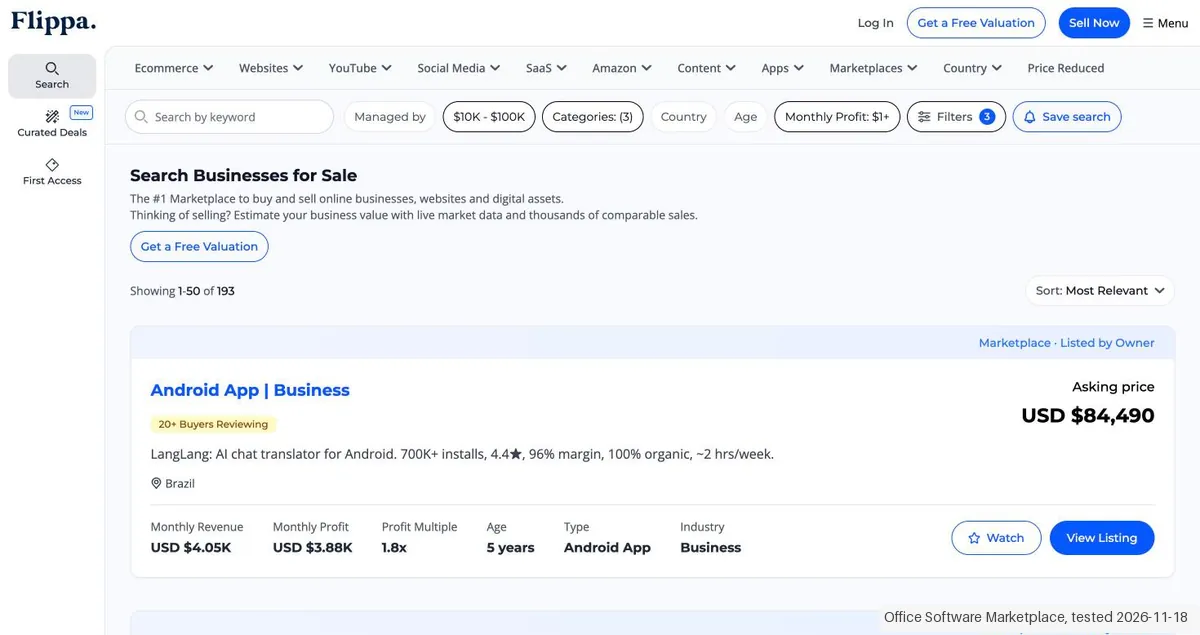 Flippa.
Log In
Get a Free Valuation
Sell Now
Menu
Search
New
Curated Deals
First Access
Ecommerce
Websites
YouTube
Social Media
SaaS
Amazon
Content
Apps
Marketplaces
Country
Price Reduced
Search by keyword
Managed by
$10K - $100K
Categories: (3)
Country
Age
Monthly Profit: $1+
Filters 3
Save search
Search Businesses for Sale
The #1 Marketplace to buy and sell online businesses, websites and digital assets.
Thinking of selling? Estimate your business value with live market data and thousands of comparable sales.
Get a Free Valuation
Showing 1-50 of 193
Sort: Most Relevant
Marketplace · Listed by Owner
Android App | Business
Asking price
USD $84,490
20+ Buyers Reviewing
LangLang: AI chat translator for Android. 700K+ installs, 4.4★, 96% margin, 100% organic, ~2 hrs/week.
Brazil
Monthly Revenue
USD $4.05K
Monthly Profit
USD $3.88K
Profit Multiple
1.8x
Age
5 years
Type
Android App
Industry
Business
Watch
View Listing
Office Software Marketplace, tested 2026-11-18